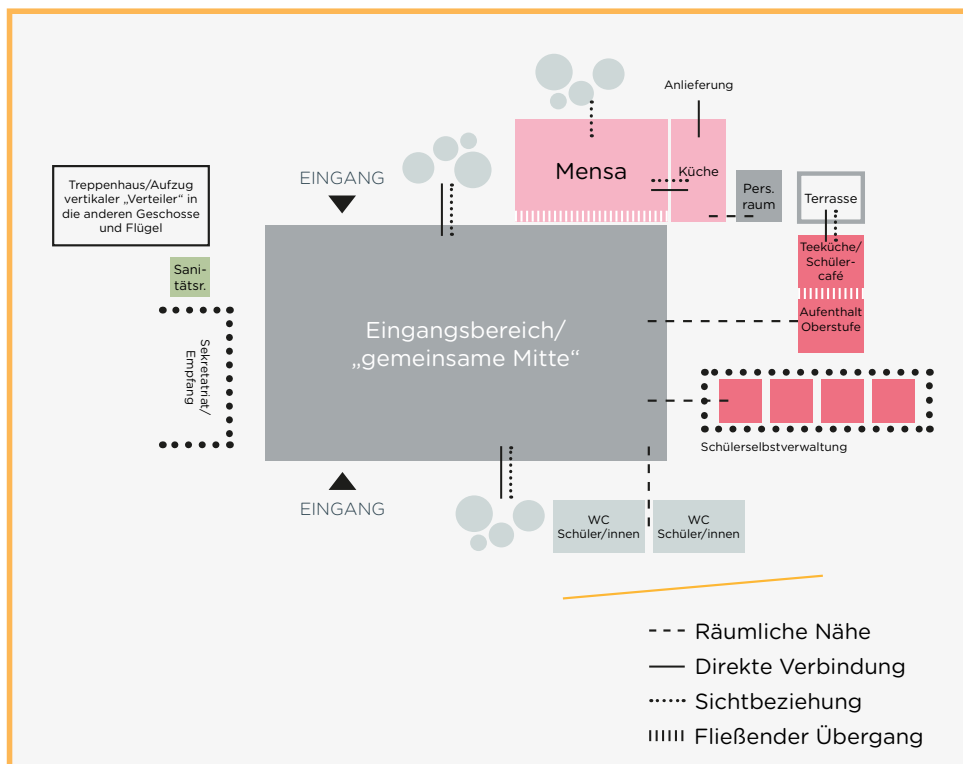 Anlieferung
Mensa
Küche
EINGANG
Treppenhaus/Aufzug
vertikaler „Verteiler“ in
die anderen Geschosse
und Flügel
Pers.
raum
Terrasse
Teeküche/
Schüler-
café
Sani-
tätsr.
Aufenthalt
Oberstufe
Eingangsbereich/
„gemeinsame Mitte“
Sekretatriat/
Empfang
Schülerselbstverwaltung
EINGANG
WC
Schüler/innen
WC
Schüler/innen
Räumliche Nähe
Direkte Verbindung
Sichtbeziehung
Fließender Übergang